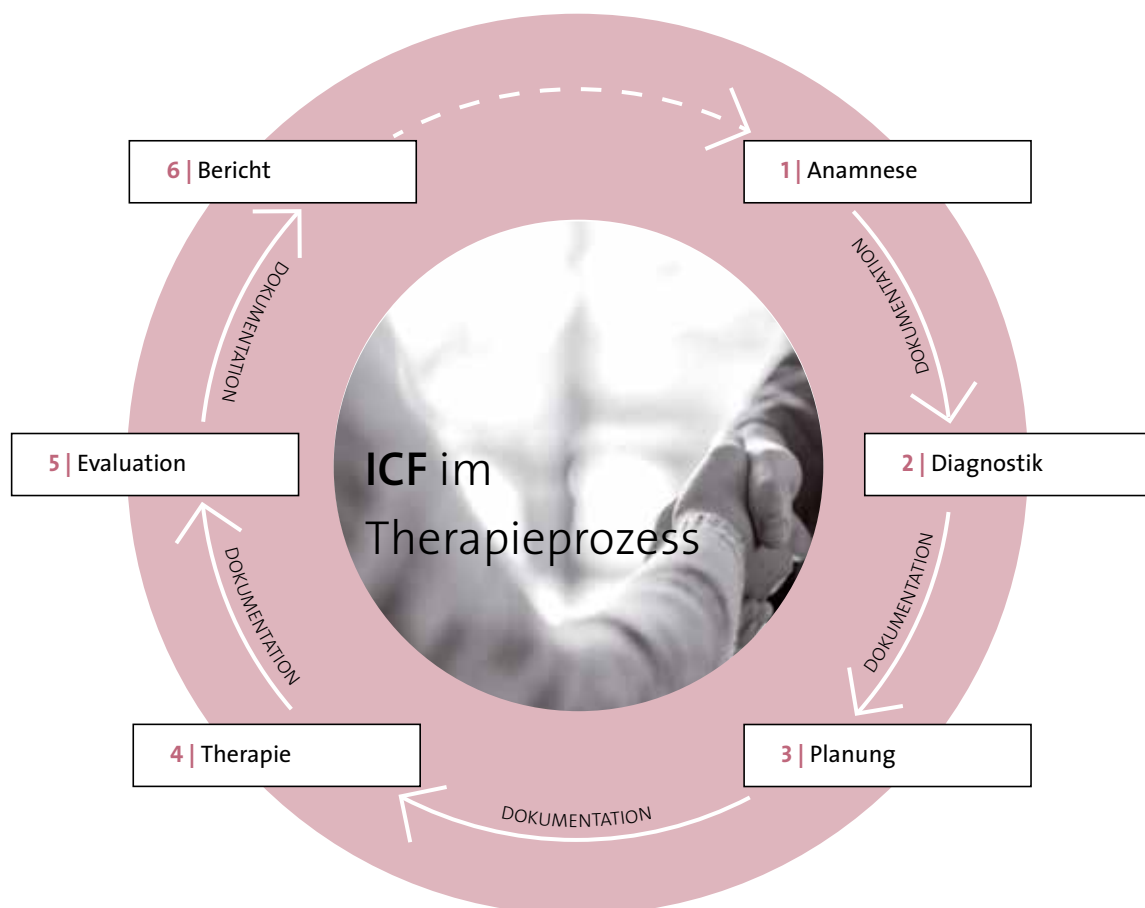 6 | Bericht
1 | Anamnese
DOKUMENTATION
DOKUMENTATION
5 | Evaluation
ICF im
Therapieprozess
2 | Diagnostik
DOKUMENTATION
DOKUMENTATION
4 | Therapie
3 | Planung
DOKUMENTATION